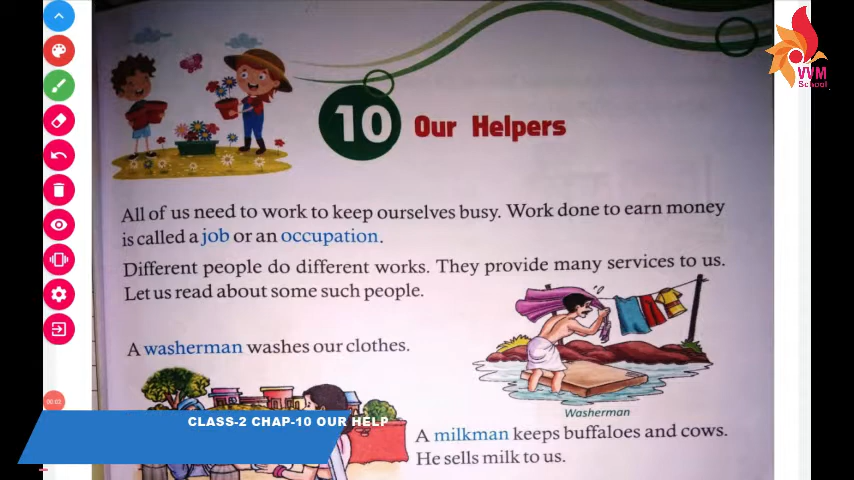 VVM
School
10 Our Helpers
All of us need to work to keep ourselves busy. Work done to earn money
is called a job or an occupation.
Different people do different works. They provide many services to us.
Let us read about some such people.
A washerman washes our clothes.
Washerman
A milkman keeps buffaloes and cows.
He sells milk to us.
CLASS-2 CHAP-10 OUR HELP